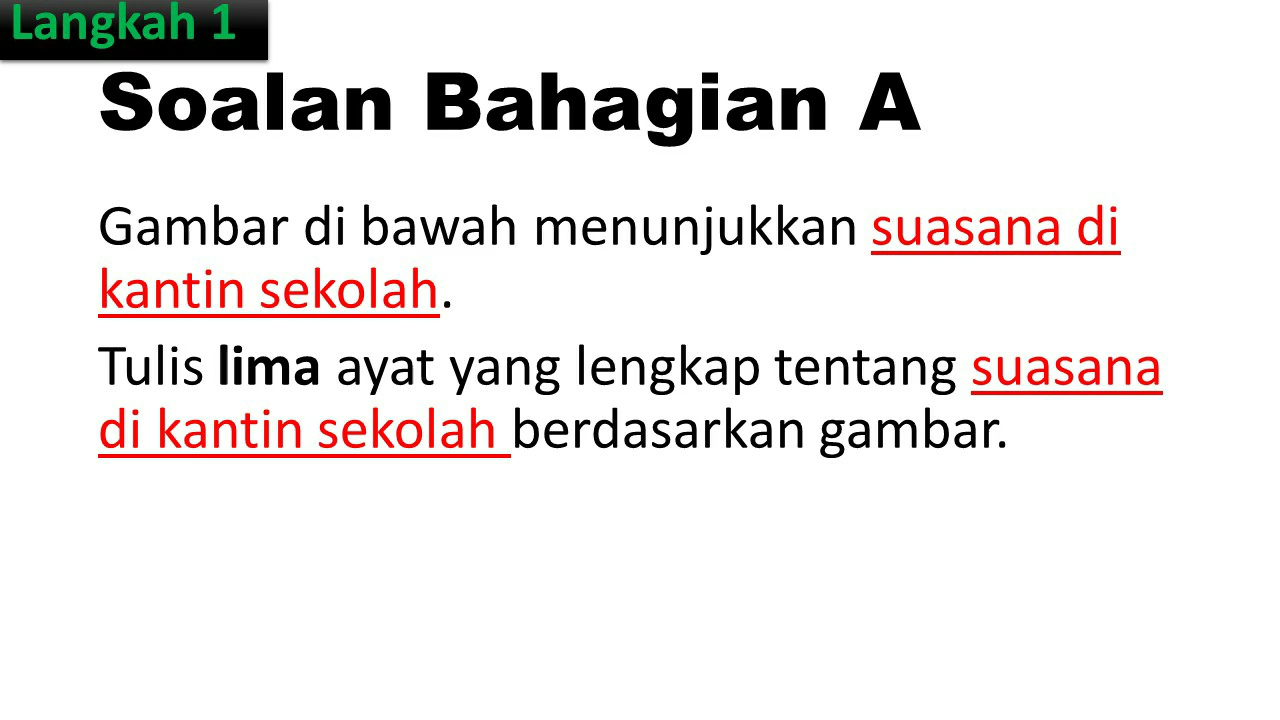 Langkah 1
Soalan Bahagian A
Gambar di bawah menunjukkan suasana di
kantin sekolah.
Tulis lima ayat yang lengkap tentang suasana
di kantin sekolah berdasarkan gambar.